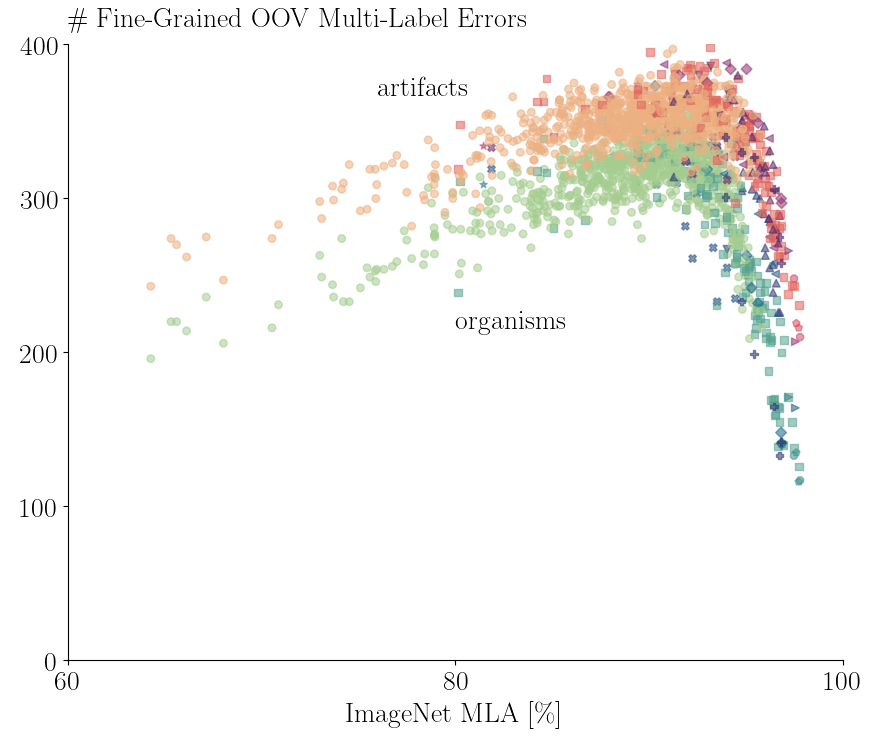 # Fine-Grained OOV Multi-Label Errors
400
artifacts
300
organisms
200
100
0
60 80 100
ImageNet MLA [%]